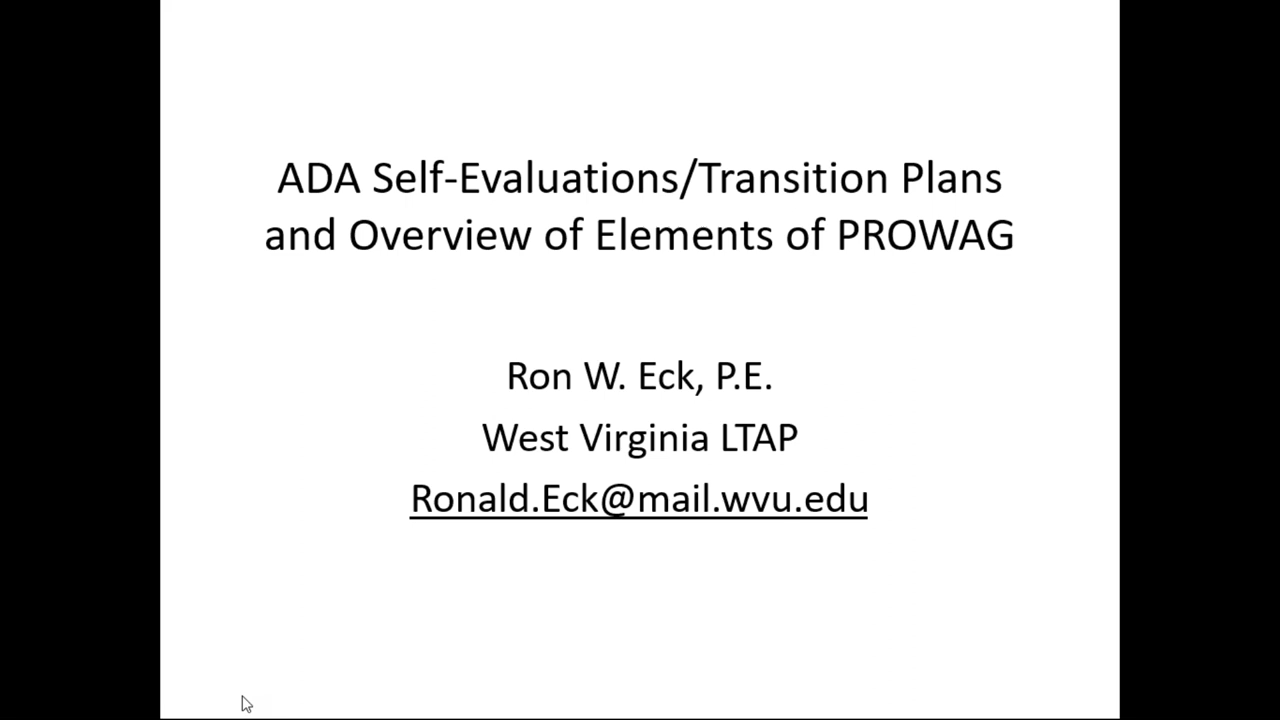 ADA Self-Evaluations/Transition Plans
and Overview of Elements of PROWAG
Ron W. Eck, P.E.
West Virginia LTAP
Ronald.Eck@mail.wvu.edu